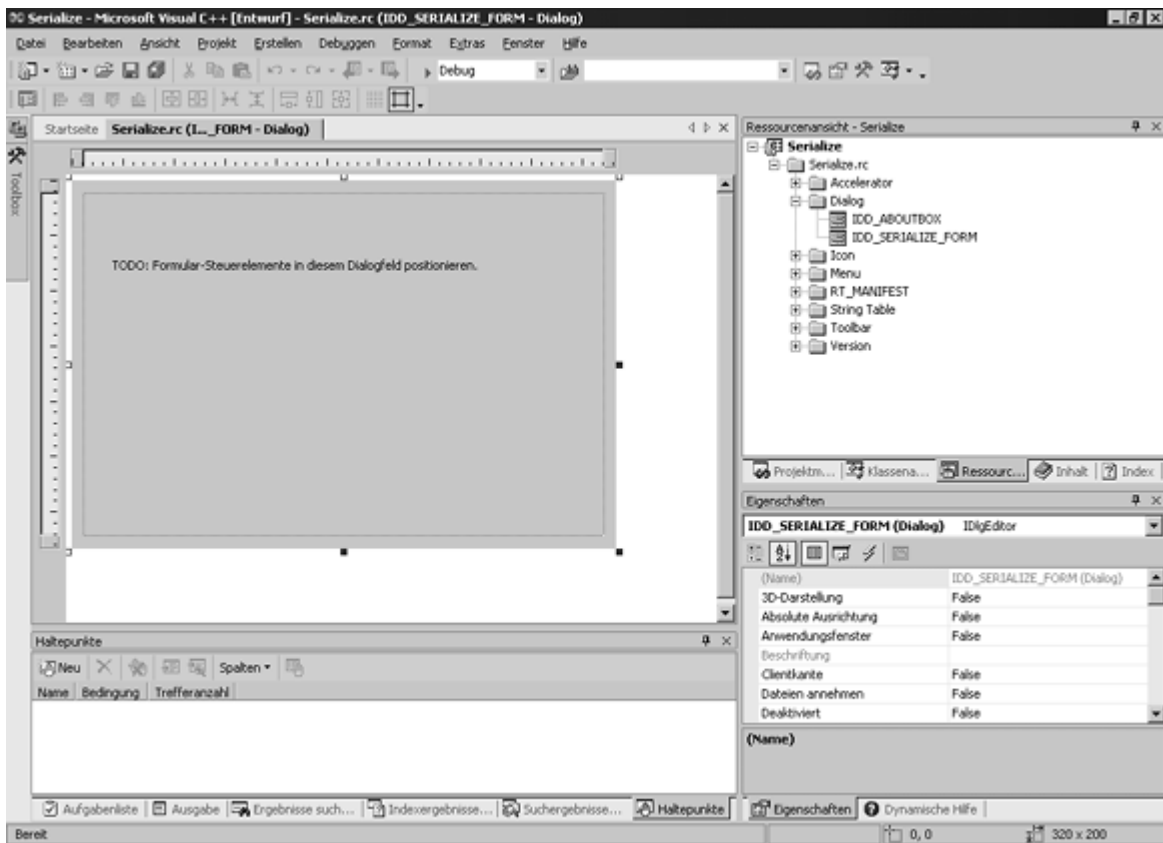 Serialize - Microsoft Visual C++ [Entwurf] - Serialize.rc (IDD_SERIALIZE_FORM - Dialog)
Datei Bearbeiten Ansicht Projekt Erstellen Debuggen Format Extras Fenster Hilfe
Debug
Startseite Serialize.rc (I..._FORM - Dialog)
Toolbox
TODO: Formular-Steuerelemente in diesem Dialogfeld positionieren.
Ressourcenansicht - Serialize
Serialize
Serialize.rc
Accelerator
Dialog
IDD_ABOUTBOX
IDD_SERIALIZE_FORM
Icon
Menu
RT_MANIFEST
String Table
Toolbar
Version
Projektm... Klassena... Ressourc... Inhalt Index
Eigenschaften
IDD_SERIALIZE_FORM (Dialog) IDlgEditor
(Name) IDD_SERIALIZE_FORM (Dialog)
3D-Darstellung False
Absolute Ausrichtung False
Anwendungsfenster False
Beschriftung
Clientkante False
Dateien annehmen False
Deaktiviert False
(Name)
Eigenschaften Dynamische Hilfe
Haltepunkte
Neu Spalten
Name Bedingung Trefferanzahl
Aufgabenliste Ausgabe Ergebnisse such... Indexergebnisse... Suchergebnisse... Haltepunkte
Bereit 0, 0 320 x 200